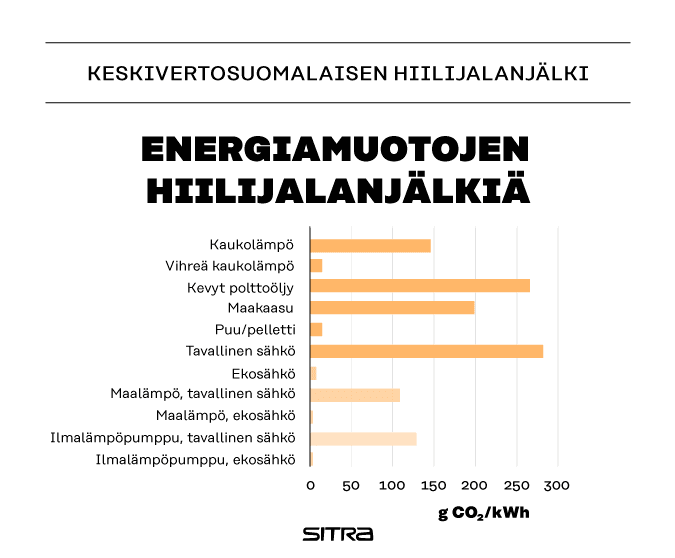 KESKIVERTOSUOMALAISEN HIILIJALANJÄLKI
ENERGIAMUOTOJEN
HIILIJALANJÄLKIÄ
Kaukolämpö
Vihreä kaukolämpö
Kevyt polttoöljy
Maakaasu
Puu/pelletti
Tavallinen sähkö
Ekosähkö
Maalämpö, tavallinen sähkö
Maalämpö, ekosähkö
Ilmalämpöpumppu, tavallinen sähkö
Ilmalämpöpumppu, ekosähkö
0 50 100 150 200 250 300
g CO₂/kWh
SITRA